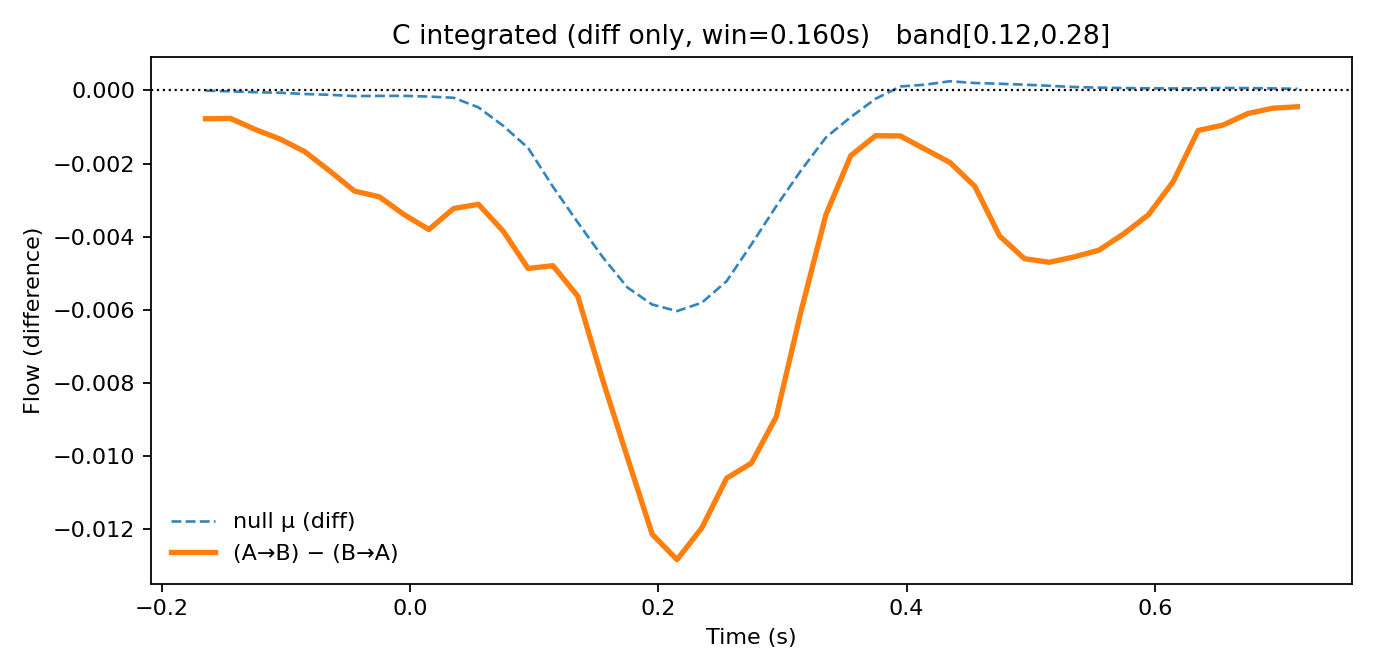 C integrated (diff only, win=0.160s)   band[0.12,0.28]
0.000
−0.002
−0.004
−0.006
−0.008
−0.010
−0.012
Flow (difference)
null μ (diff)
(A→B) − (B→A)
−0.2
0.0
0.2
0.4
0.6
Time (s)